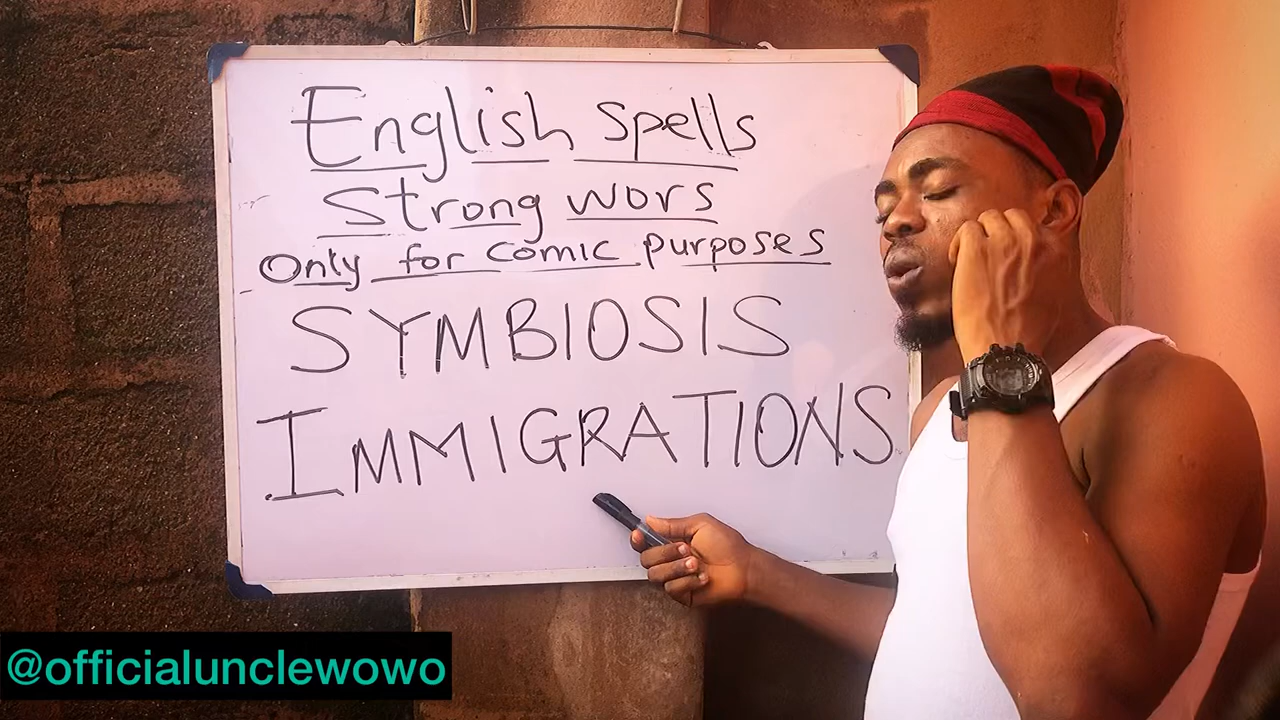 English spells
Strong wors
Only for comic purposes
SYMBIOSIS
IMMIGRATIONS
@officialunclewowo